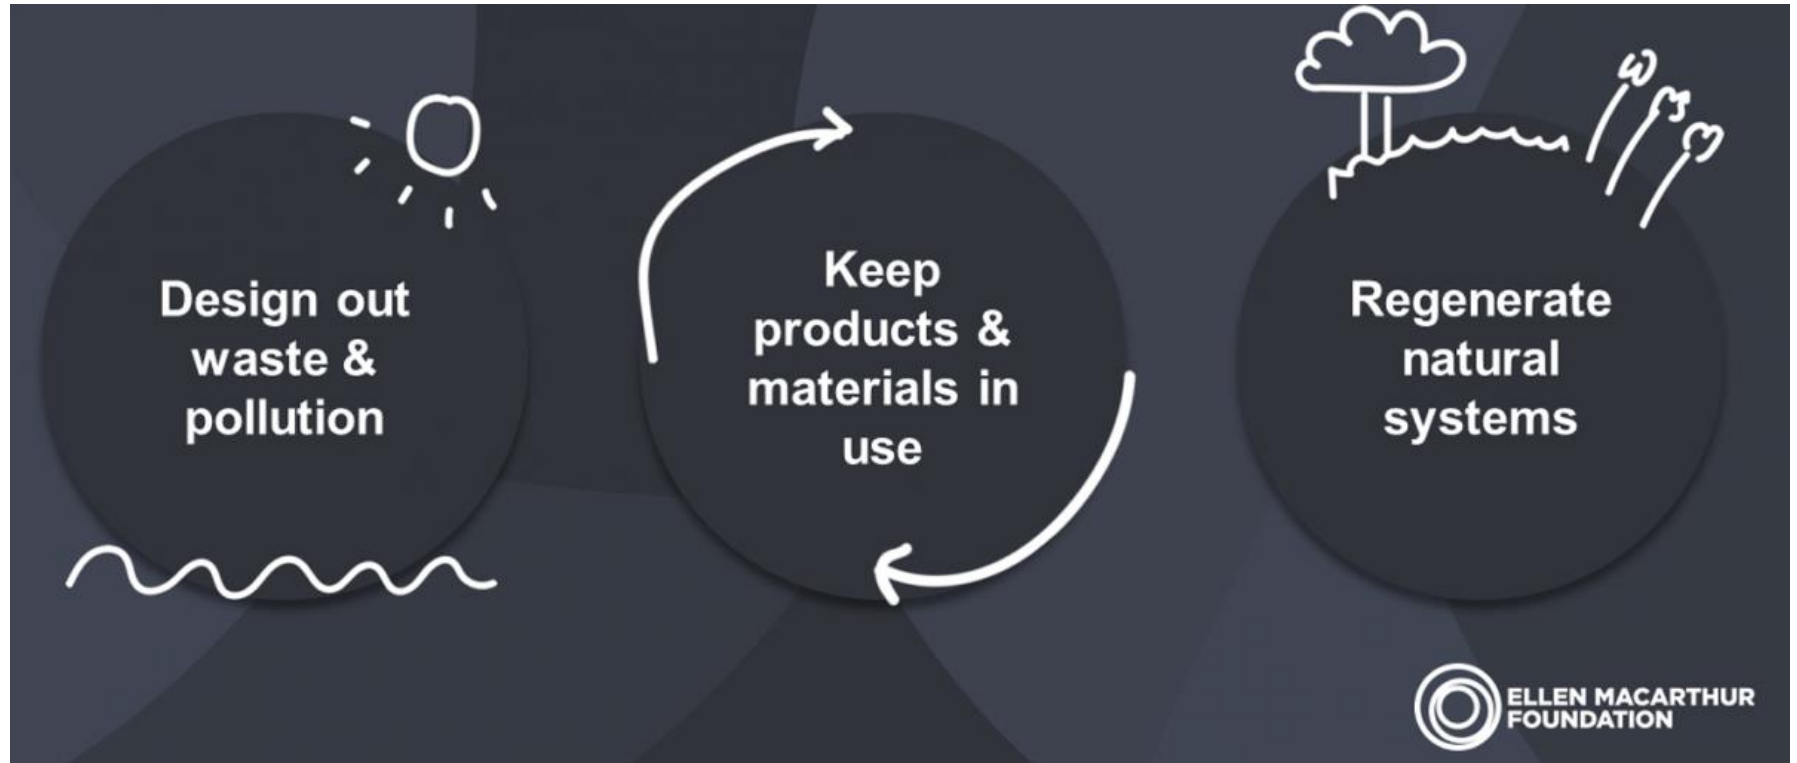 Design out
waste &
pollution
Keep
products &
materials in
use
Regenerate
natural
systems
ELLEN MACARTHUR
FOUNDATION